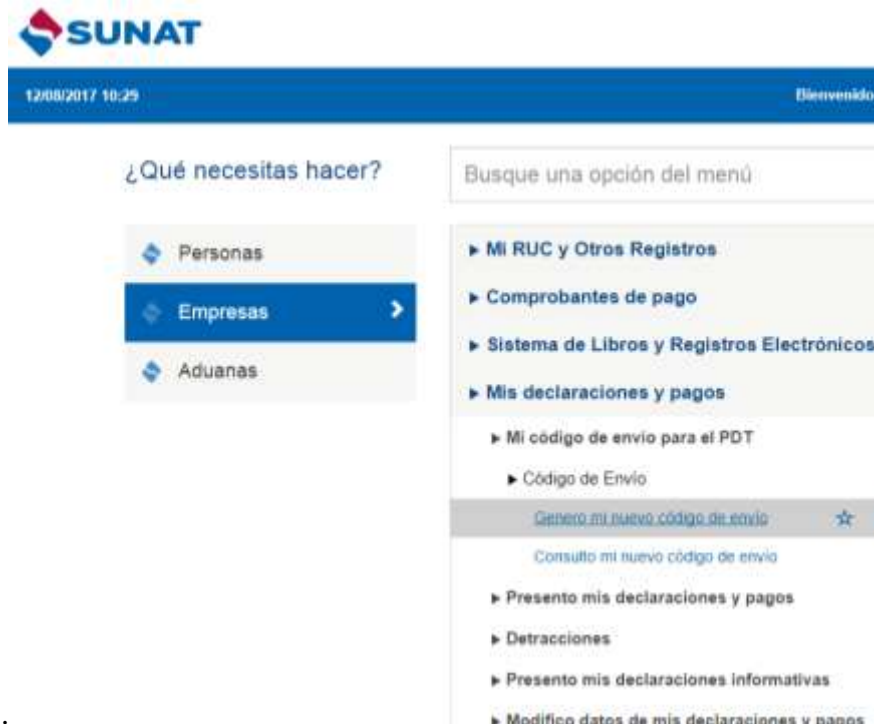 SUNAT
12/08/2017 10:29
Bienvenido
¿Qué necesitas hacer?
Busque una opción del menú
Personas
Empresas
Aduanas
Mi RUC y Otros Registros
Comprobantes de pago
Sistema de Libros y Registros Electrónicos
Mis declaraciones y pagos
Mi código de envío para el PDT
Código de Envío
Genero mi nuevo código de envío
Consulto mi nuevo código de envío
Presento mis declaraciones y pagos
Detracciones
Presento mis declaraciones informativas
Modifico datos de mis declaraciones y pagos
.